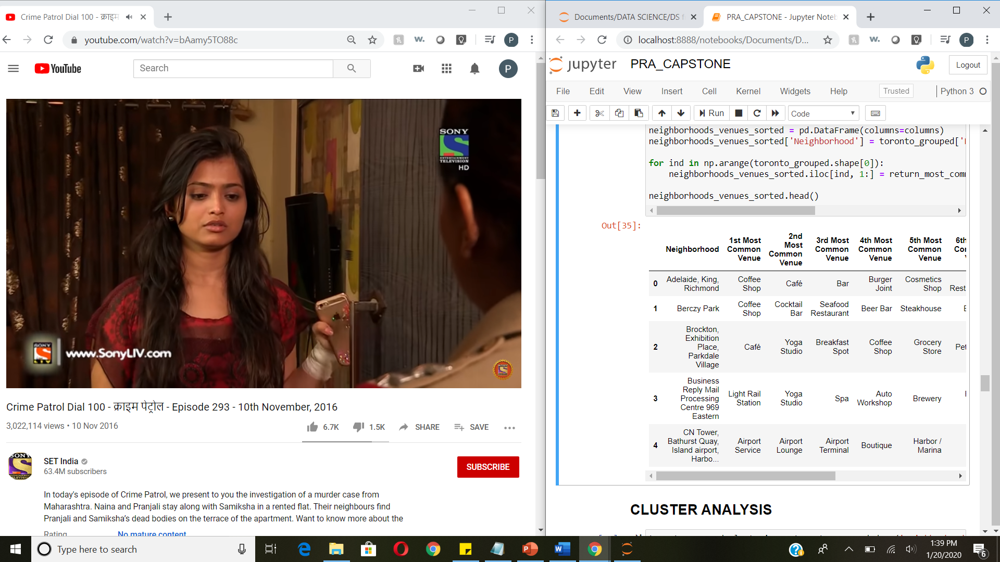 Crime Patrol Dial 100 - क्राइम
youtube.com/watch?v=bAamy5TO88c
P
YouTube
Search
P
SONY
ENTERTAINMENT
TELEVISION
HD
SONY
LIV
www.SonyLIV.com
Crime Patrol Dial 100 - क्राइम पेट्रोल - Episode 293 - 10th November, 2016
3,022,114 views • 10 Nov 2016
6.7K
1.5K
SHARE
SAVE
SONY
SET India
63.4M subscribers
SUBSCRIBE
In today's episode of Crime Patrol, we present to you the investigation of a murder case from
Maharashtra. Naina and Pranjali stay along with Samiksha in a rented flat. Their neighbours find
Pranjali and Samiksha’s dead bodies on the terrace of the apartment. Want to know more about the
Rating
No mature content
Documents/DATA SCIENCE/DS f
PRA_CAPSTONE - Jupyter Noteb
localhost:8888/notebooks/Documents/D...
P
jupyter PRA_CAPSTONE
Logout
File Edit View Insert Cell Kernel Widgets Help
Trusted
Python 3
Run
Code
neighborhoods_venues_sorted = pd.DataFrame(columns=columns)
neighborhoods_venues_sorted['Neighborhood'] = toronto_grouped['
for ind in np.arange(toronto_grouped.shape[0]):
neighborhoods_venues_sorted.iloc[ind, 1:] = return_most_com
neighborhoods_venues_sorted.head()
Out[35]:
Neighborhood 1st Most Common Venue 2nd Most Common Venue 3rd Most Common Venue 4th Most Common Venue 5th Most Common Venue 6th
0 Adelaide, King, Richmond Coffee Shop Café Bar Burger Joint Cosmetics Shop Rest
1 Berczy Park Coffee Shop Cocktail Bar Seafood Restaurant Beer Bar Steakhouse
2 Brockton, Exhibition Place, Parkdale Village Café Yoga Studio Breakfast Spot Coffee Shop Grocery Store Pet
3 Business Reply Mail Processing Centre 969 Eastern Light Rail Station Yoga Studio Spa Auto Workshop Brewery
4 CN Tower, Bathurst Quay, Island airport, Harbo... Airport Service Airport Lounge Airport Terminal Boutique Harbor / Marina
CLUSTER ANALYSIS
Type here to search
1:39 PM
1/20/2020
6